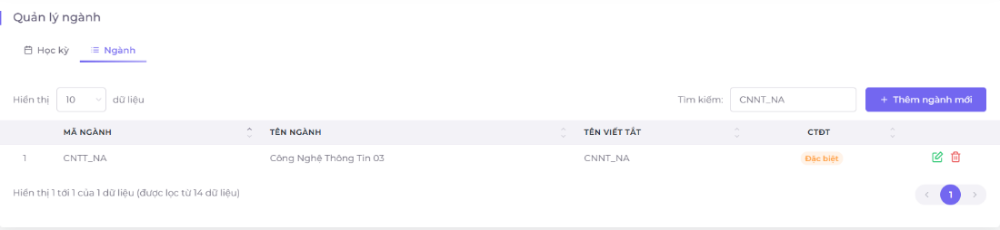 Quản lý ngành
Học kỳ Ngành
Hiển thị 10 dữ liệu Tìm kiếm: CNNT_NA + Thêm ngành mới
MÃ NGÀNH TÊN NGÀNH TÊN VIẾT TẮT CTĐT
1 CNTT_NA Công Nghệ Thông Tin 03 CNNT_NA Đặc biệt
Hiển thị 1 tới 1 của 1 dữ liệu (được lọc từ 14 dữ liệu) < 1 >